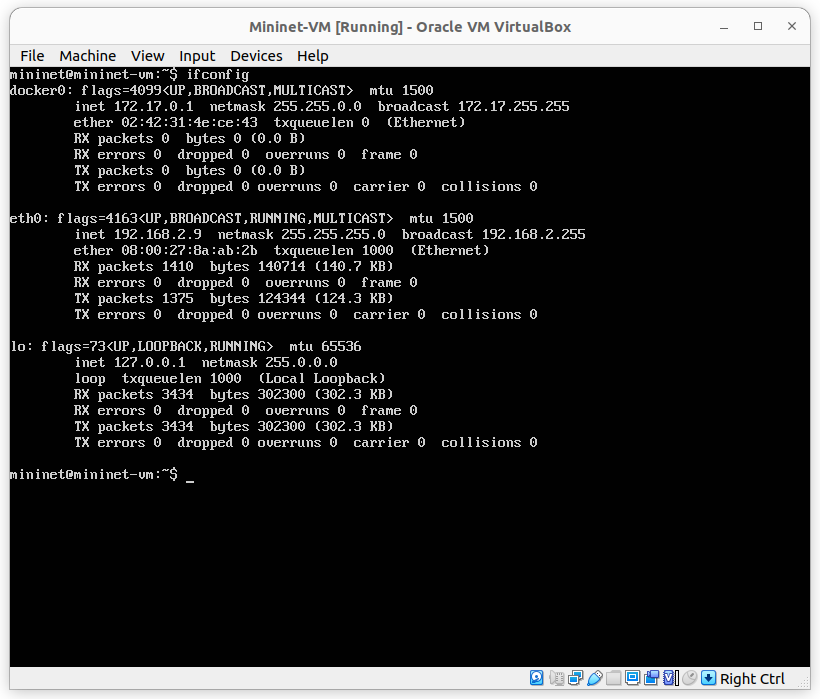 Mininet-VM [Running] - Oracle VM VirtualBox
File Machine View Input Devices Help
mininet@mininet-vm:~$ ifconfig
docker0: flags=4099<UP,BROADCAST,MULTICAST>  mtu 1500
        inet 172.17.0.1  netmask 255.255.0.0  broadcast 172.17.255.255
        ether 02:42:31:4e:ce:43  txqueuelen 0  (Ethernet)
        RX packets 0  bytes 0 (0.0 B)
        RX errors 0  dropped 0  overruns 0  frame 0
        TX packets 0  bytes 0 (0.0 B)
        TX errors 0  dropped 0 overruns 0  carrier 0  collisions 0
eth0: flags=4163<UP,BROADCAST,RUNNING,MULTICAST>  mtu 1500
        inet 192.168.2.9  netmask 255.255.255.0  broadcast 192.168.2.255
        ether 08:00:27:8a:ab:2b  txqueuelen 1000  (Ethernet)
        RX packets 1410  bytes 140714 (140.7 KB)
        RX errors 0  dropped 0  overruns 0  frame 0
        TX packets 1375  bytes 124344 (124.3 KB)
        TX errors 0  dropped 0 overruns 0  carrier 0  collisions 0
lo: flags=73<UP,LOOPBACK,RUNNING>  mtu 65536
        inet 127.0.0.1  netmask 255.0.0.0
        loop  txqueuelen 1000  (Local Loopback)
        RX packets 3434  bytes 302300 (302.3 KB)
        RX errors 0  dropped 0  overruns 0  frame 0
        TX packets 3434  bytes 302300 (302.3 KB)
        TX errors 0  dropped 0 overruns 0  carrier 0  collisions 0
mininet@mininet-vm:~$ _
Right Ctrl